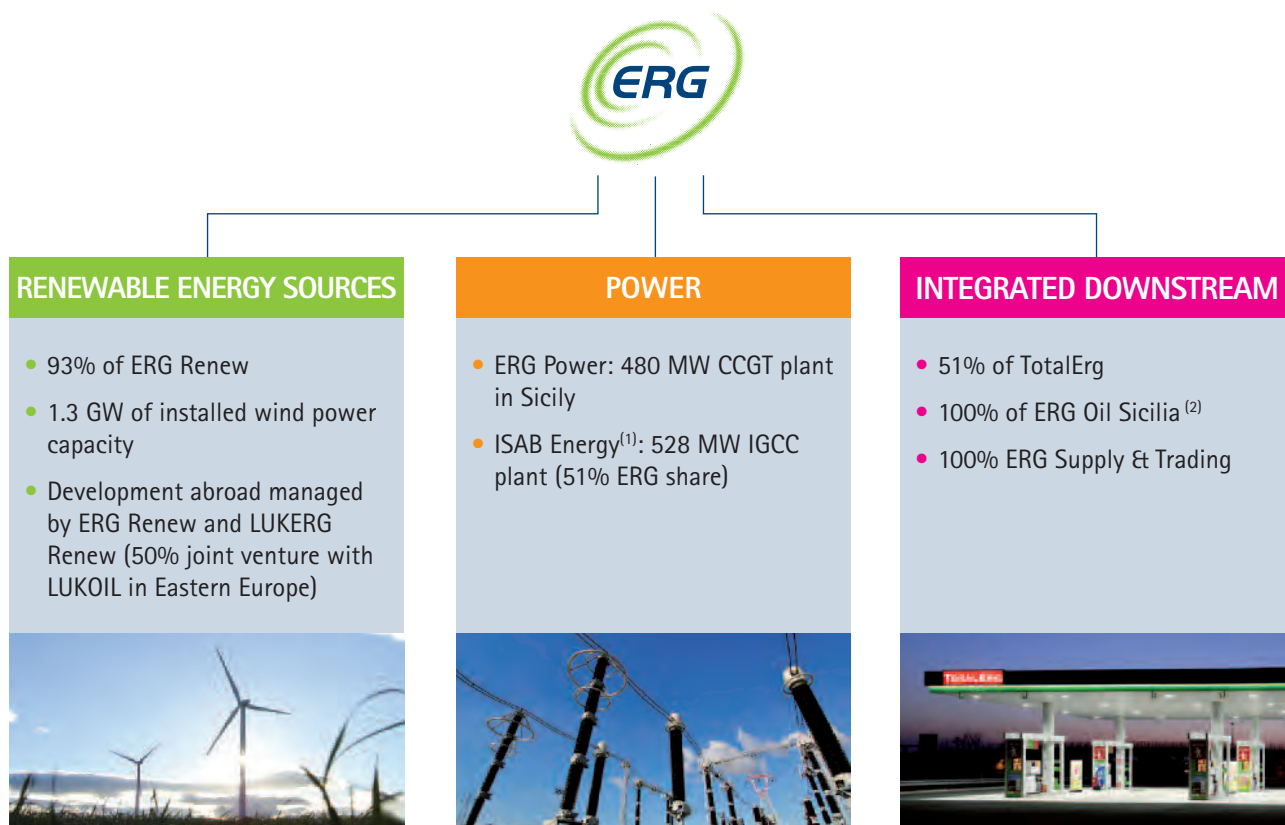 ERG
RENEWABLE ENERGY SOURCES
• 93% of ERG Renew
• 1.3 GW of installed wind power
capacity
• Development abroad managed
by ERG Renew and LUKERG
Renew (50% joint venture with
LUKOIL in Eastern Europe)
POWER
• ERG Power: 480 MW CCGT plant
in Sicily
• ISAB Energy(1): 528 MW IGCC
plant (51% ERG share)
INTEGRATED DOWNSTREAM
• 51% of TotalErg
• 100% of ERG Oil Sicilia (2)
• 100% ERG Supply & Trading
TOTALERG